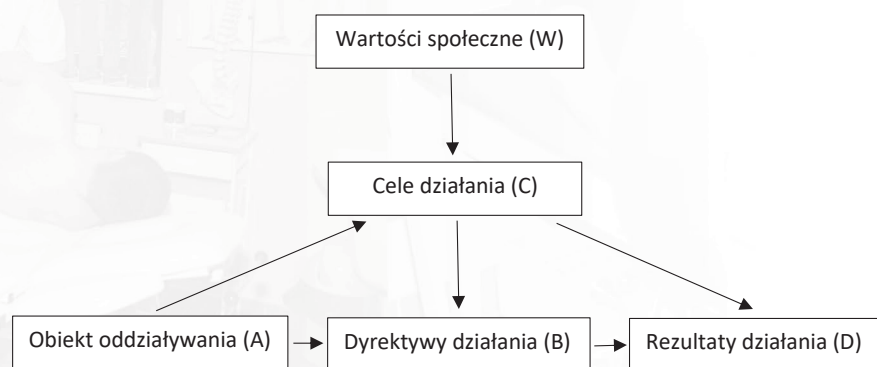 Wartości społeczne (W)
Cele działania (C)
Obiekt oddziaływania (A)
Dyrektywy działania (B)
Rezultaty działania (D)